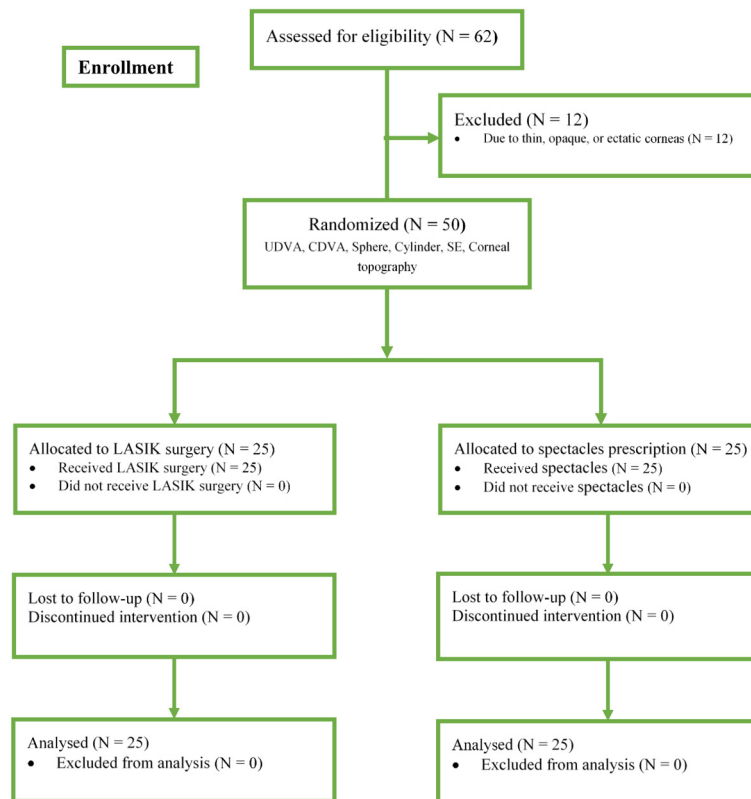 Assessed for eligibility (N = 62)
Enrollment
Excluded (N = 12)
• Due to thin, opaque, or ectatic corneas (N = 12)
Randomized (N = 50)
UDVA, CDVA, Sphere, Cylinder, SE, Corneal
topography
Allocated to LASIK surgery (N = 25)
• Received LASIK surgery (N = 25)
• Did not receive LASIK surgery (N = 0)
Allocated to spectacles prescription (N = 25)
• Received spectacles (N = 25)
• Did not receive spectacles (N = 0)
Lost to follow-up (N = 0)
Discontinued intervention (N = 0)
Lost to follow-up (N = 0)
Discontinued intervention (N = 0)
Analysed (N = 25)
• Excluded from analysis (N = 0)
Analysed (N = 25)
• Excluded from analysis (N = 0)